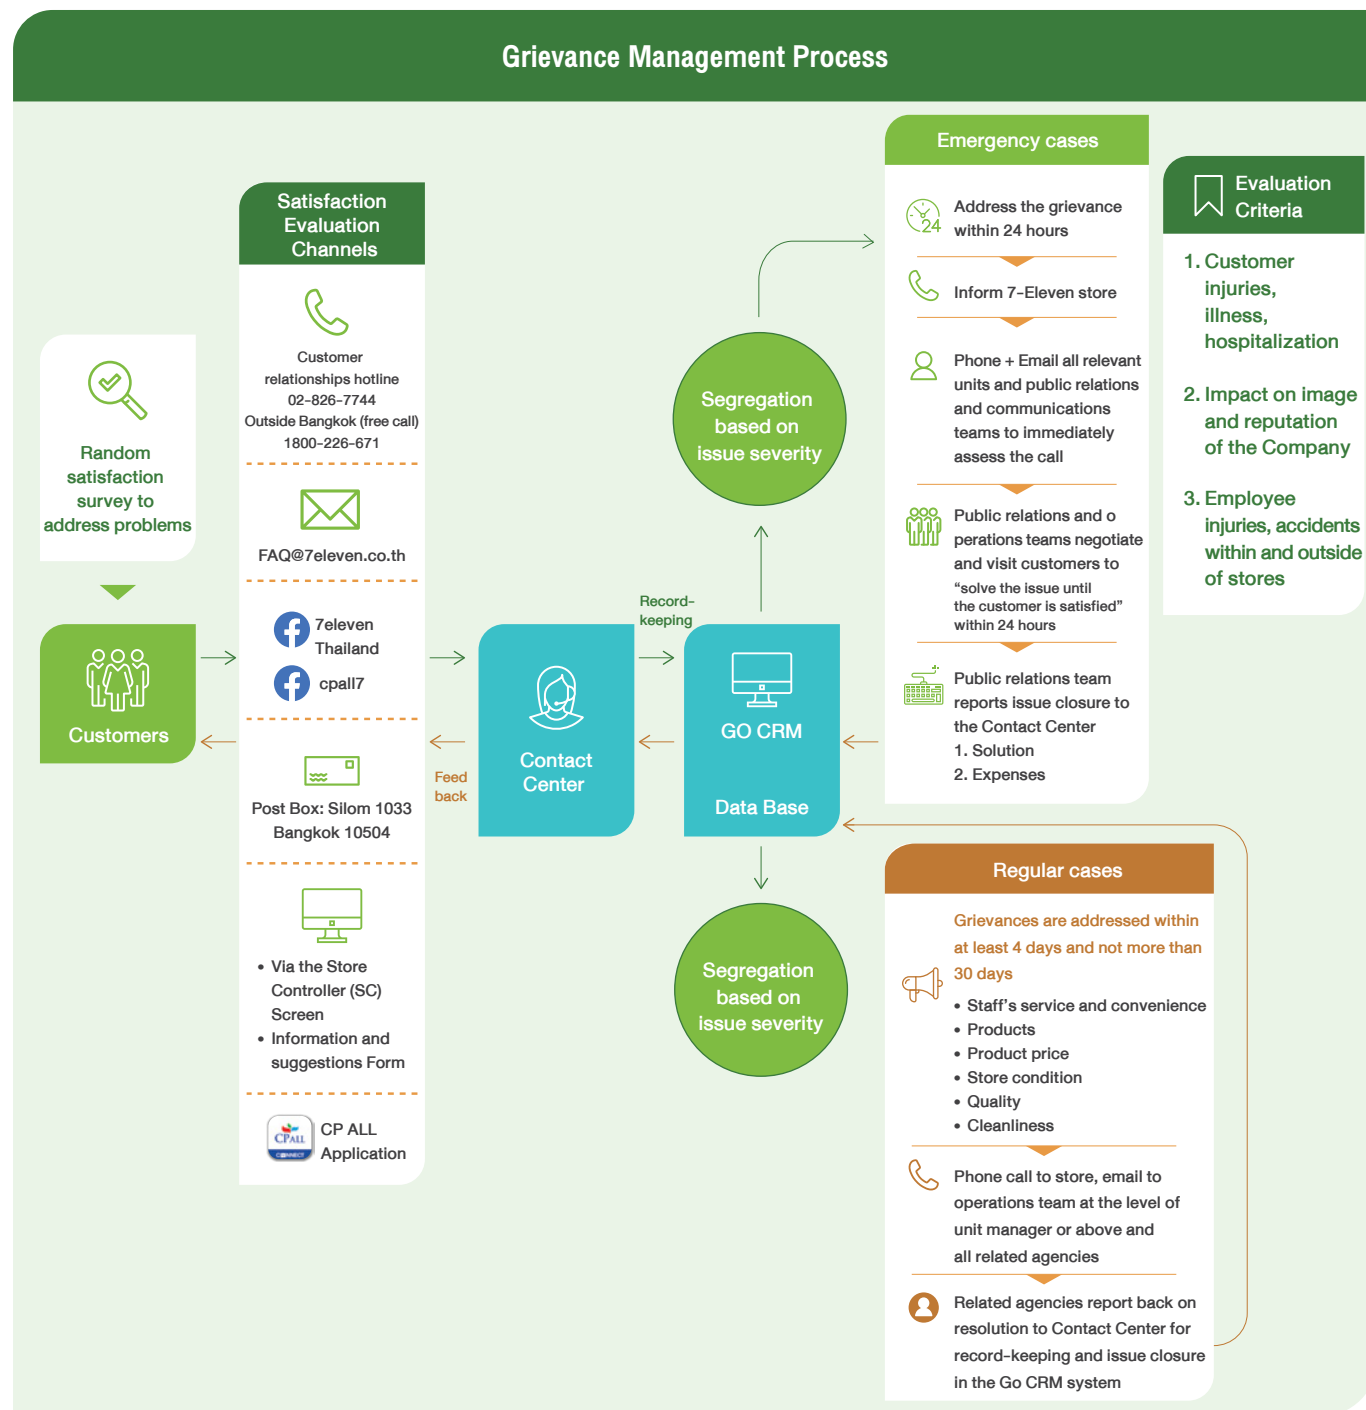 Grievance Management Process
Random
satisfaction
survey to
address problems
Customers
Satisfaction
Evaluation
Channels
Customer
relationships hotline
02-826-7744
Outside Bangkok (free call)
1800-226-671
FAQ@7eleven.co.th
7eleven
Thailand
cpall7
Post Box: Silom 1033
Bangkok 10504
• Via the Store
Controller (SC)
Screen
• Information and
suggestions Form
CPALL
CONNECT
CP ALL
Application
Feed
back
Contact
Center
Record-
keeping
GO CRM
Data Base
Segregation
based on
issue severity
Segregation
based on
issue severity
Emergency cases
24
Address the grievance
within 24 hours
Inform 7-Eleven store
Phone + Email all relevant
units and public relations
and communications
teams to immediately
assess the call
Public relations and o
perations teams negotiate
and visit customers to
“solve the issue until
the customer is satisfied”
within 24 hours
Public relations team
reports issue closure to
the Contact Center
1. Solution
2. Expenses
Evaluation
Criteria
1. Customer
injuries,
illness,
hospitalization
2. Impact on image
and reputation
of the Company
3. Employee
injuries, accidents
within and outside
of stores
Regular cases
Grievances are addressed within
at least 4 days and not more than
30 days
• Staff’s service and convenience
• Products
• Product price
• Store condition
• Quality
• Cleanliness
Phone call to store, email to
operations team at the level of
unit manager or above and
all related agencies
Related agencies report back on
resolution to Contact Center for
record-keeping and issue closure
in the Go CRM system